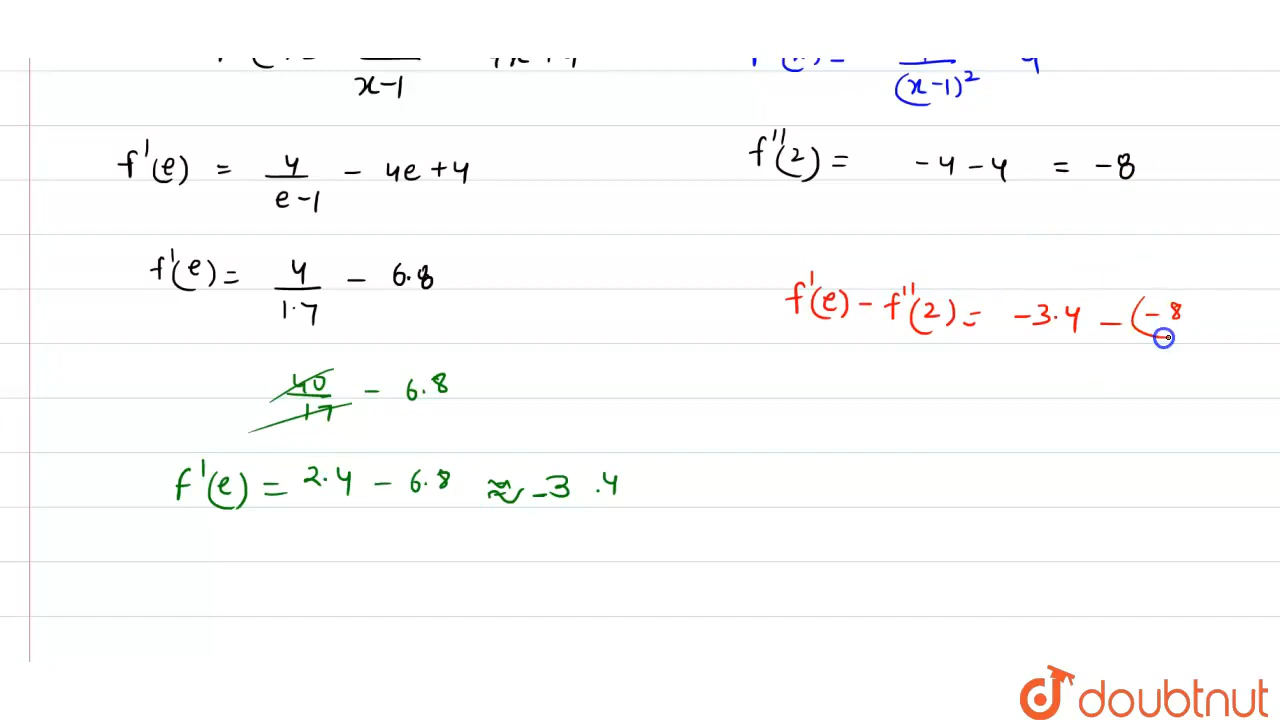 x-1
(x-1)²
f'(e) = 4/(e-1) - 4e+4
f''(2) = -4-4 = -8
f'(e) = 4/1.7 - 6.8
f'(e) - f''(2) = -3.4 - (-8
40/17 - 6.8
f'(e) = 2.4 - 6.8 ≈ -3 .4
doubtnut